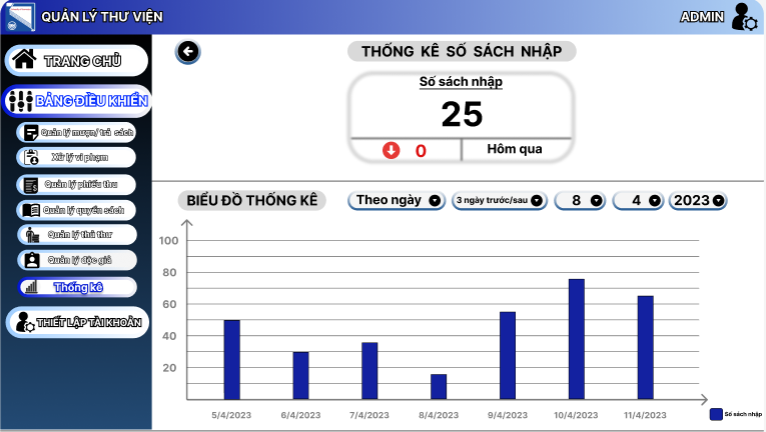 QUẢN LÝ THƯ VIỆN
ADMIN
TRANG CHỦ
BẢNG ĐIỀU KHIỂN
Quản lý mượn/ trả sách
Xử lý vi phạm
Quản lý phiếu thu
Quản lý quyển sách
Quản lý thủ thư
Quản lý độc giả
Thống kê
THIẾT LẬP TÀI KHOẢN
THỐNG KÊ SỐ SÁCH NHẬP
Số sách nhập
25
0 Hôm qua
BIỂU ĐỒ THỐNG KÊ Theo ngày 3 ngày trước/sau 8 4 2023
100
80
60
40
20
5/4/2023 6/4/2023 7/4/2023 8/4/2023 9/4/2023 10/4/2023 11/4/2023
Số sách nhập